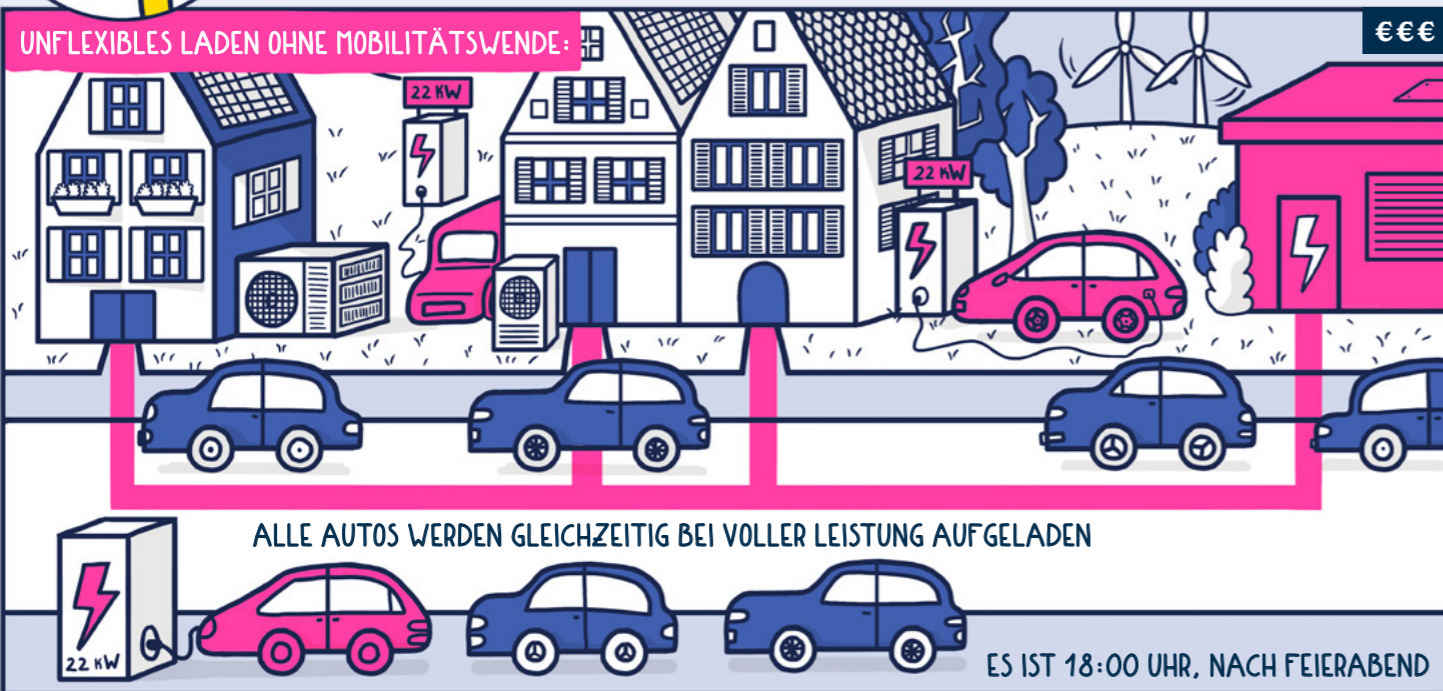 UNFLEXIBLES LADEN OHNE MOBILITÄTSWENDE:
€€€
22 KW
22 KW
ALLE AUTOS WERDEN GLEICHZEITIG BEI VOLLER LEISTUNG AUFGELADEN
22 KW
ES IST 18:00 UHR, NACH FEIERABEND